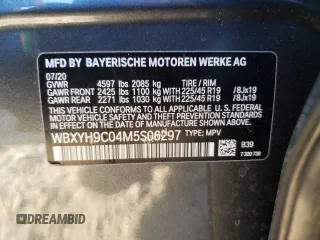 MFD BY BAYERISCHE MOTOREN WERKE AG
07/20
GVWR 4597 lbs 2085 kg TIRE / RIM
GAWR FRONT 2425 lbs 1100 kg WITH 225/45 R19 /8Jx19
GAWR REAR 2271 lbs 1030 kg WITH 225/45 R19 /8Jx19
THIS VEHICLE CONFORMS TO ALL APPLICABLE U.S. FEDERAL
MOTOR VEHICLE SAFETY, BUMPER, AND THEFT PREVENTION
STANDARDS IN EFFECT ON THE DATE OF MANUFACTURE
SHOWN ABOVE.
WBXYH9C04M5S06297 TYPE: MPV
B39
DREAMBID